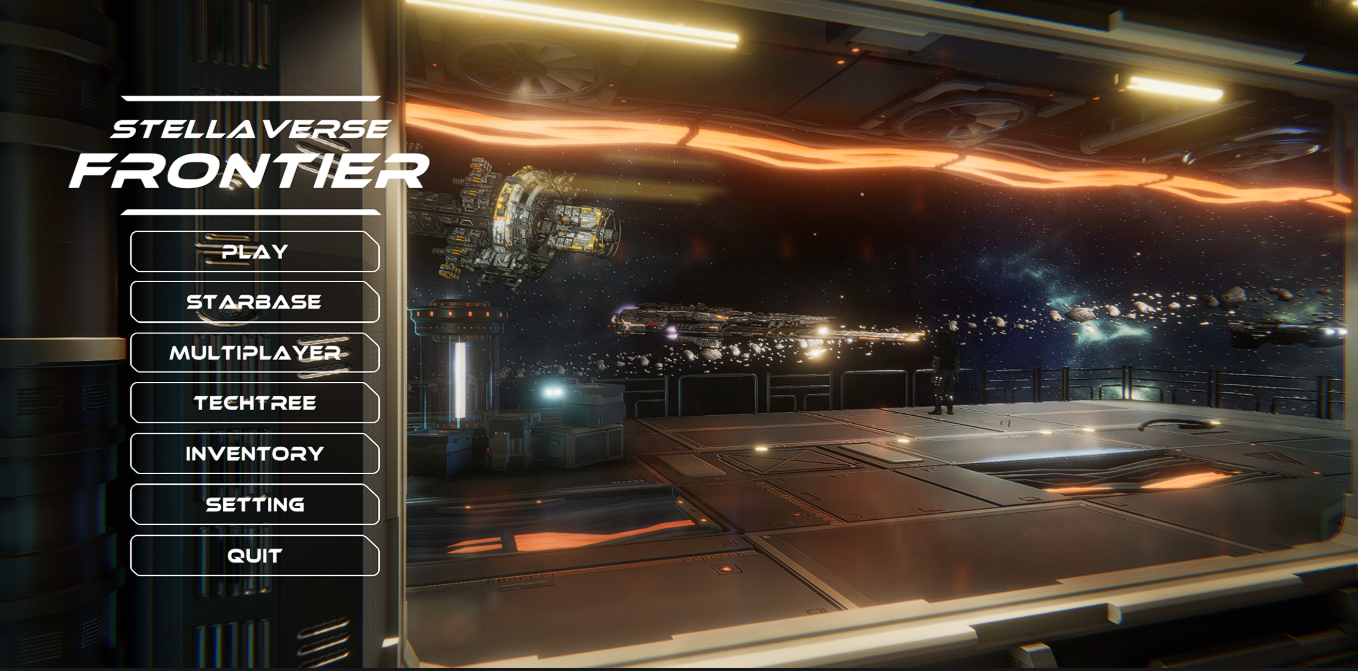 STELLAVERSE
FRONTIER
PLAY
STARBASE
MULTIPLAYER
TECHTREE
INVENTORY
SETTING
QUIT